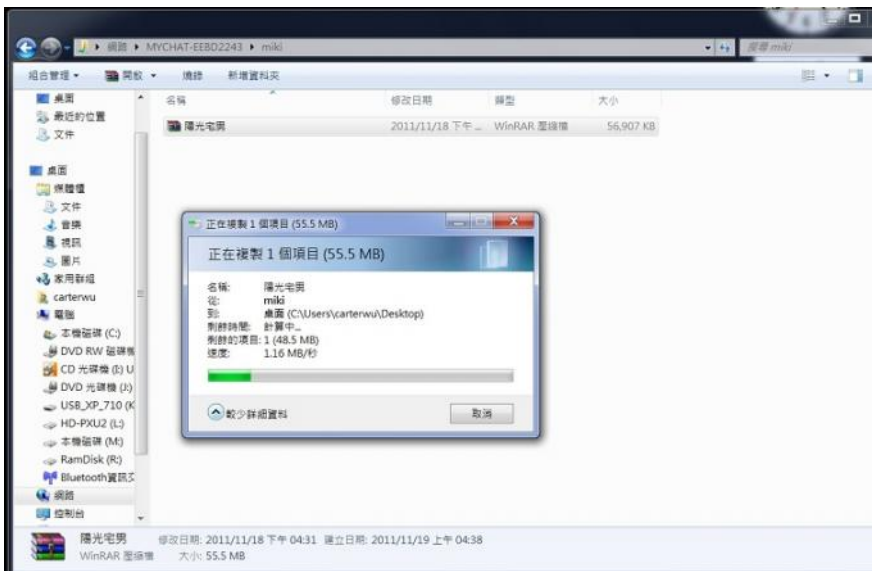 網路 ▸ MYCHAT-EEBD2243 ▸ miki
搜尋 miki
組合管理 開啟 燒錄 新增資料夾
名稱 修改日期 類型 大小
陽光宅男 2011/11/18 下午 ... WinRAR 壓縮檔 56,907 KB
桌面
最近的位置
文件
桌面
媒體櫃
文件
音樂
視訊
圖片
家用群組
carterwu
電腦
本機磁碟 (C:)
DVD RW 磁碟機
CD 光碟機 (I:) U
DVD 光碟機 (J:)
USB_XP_710 (K
HD-PXU2 (L:)
本機磁碟 (M:)
RamDisk (R:)
Bluetooth資訊交
網路
控制台
正在複製 1 個項目 (55.5 MB)
正在複製 1 個項目 (55.5 MB)
名稱: 陽光宅男
從: miki
到: 桌面 (C:\Users\carterwu\Desktop)
剩餘時間: 計算中...
剩餘的項目: 1 (48.5 MB)
速度: 1.16 MB/秒
較少詳細資料
取消
陽光宅男 修改日期: 2011/11/18 下午 04:31 建立日期: 2011/11/19 上午 04:38
WinRAR 壓縮檔 大小: 55.5 MB